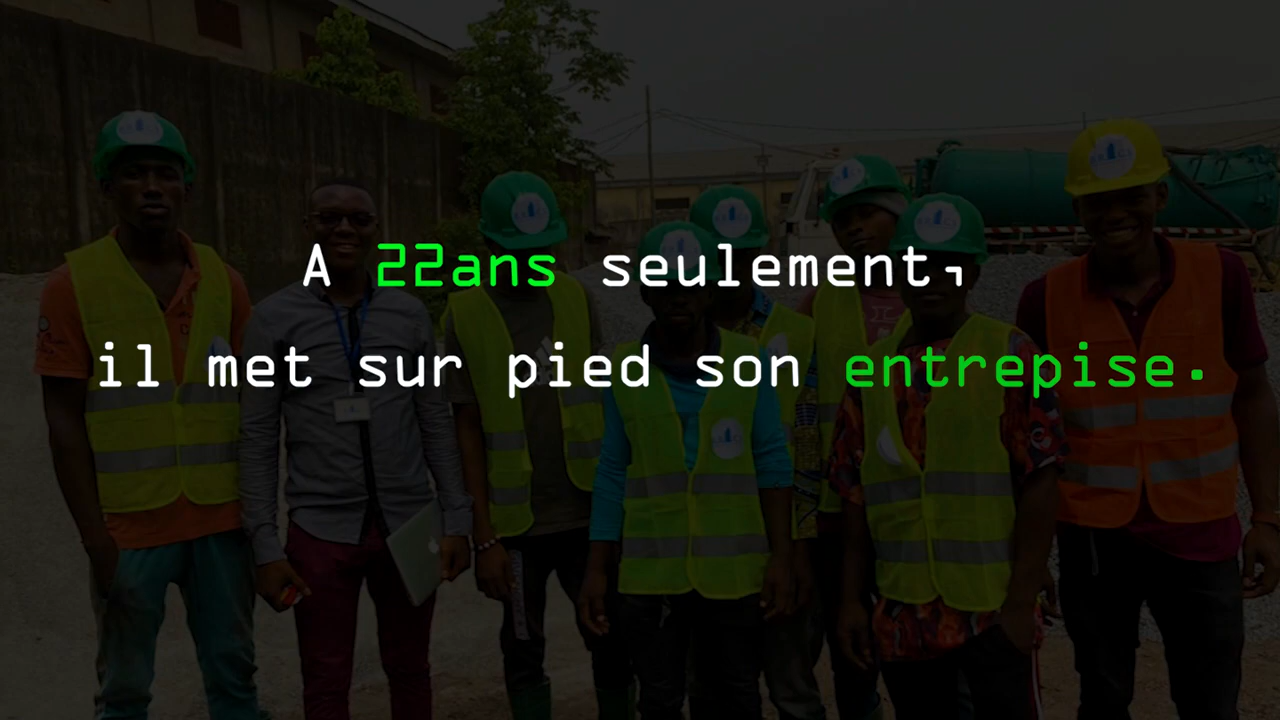 A 22ans seulement,
il met sur pied son entrepise.